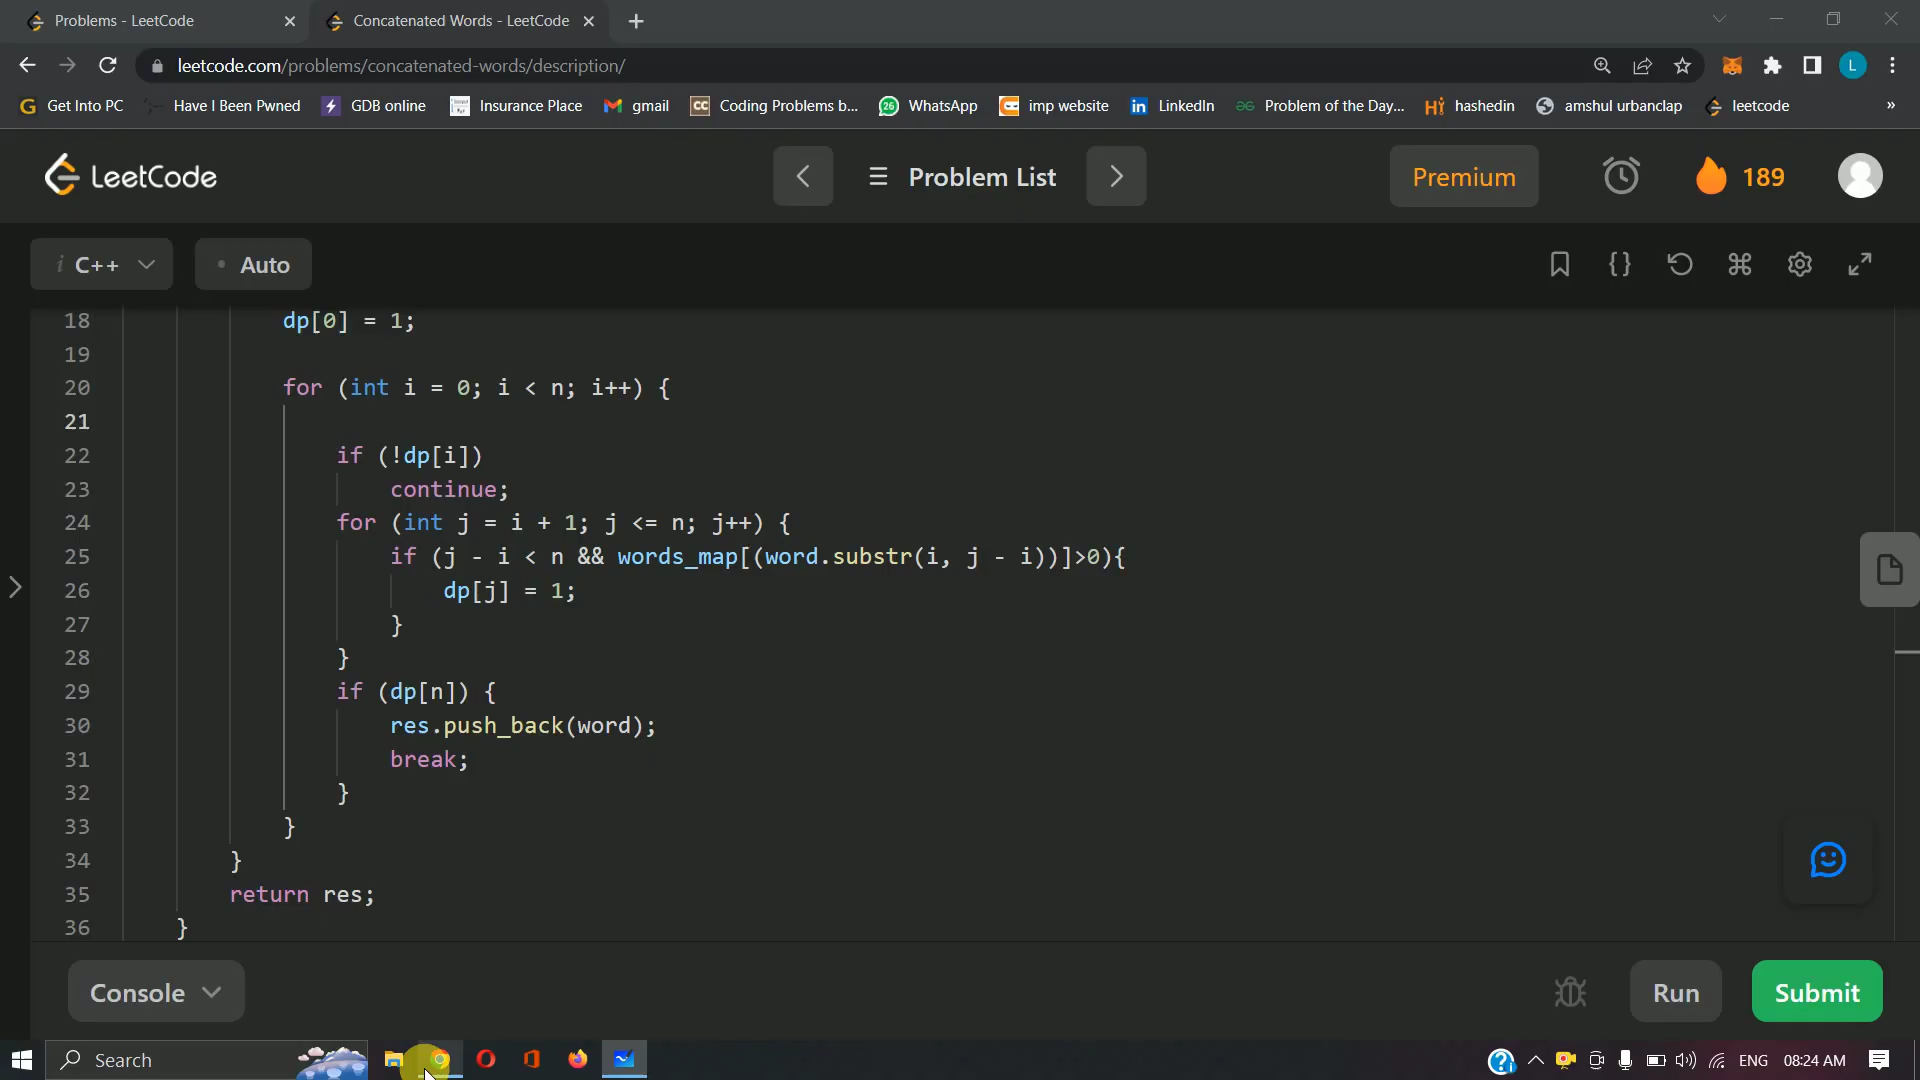 Problems - LeetCode
Concatenated Words - LeetCode
leetcode.com/problems/concatenated-words/description/
L
Get Into PC
Have I Been Pwned
GDB online
Insurance Place
gmail
CC Coding Problems b...
26 WhatsApp
imp website
in LinkedIn
Problem of the Day...
Hi hashedin
amshul urbanclap
leetcode
»
LeetCode
Problem List
Premium
189
i C++
Auto
18 dp[0] = 1;
19
20 for (int i = 0; i < n; i++) {
21
22 if (!dp[i])
23 continue;
24 for (int j = i + 1; j <= n; j++) {
25 if (j - i < n && words_map[(word.substr(i, j - i))]>0){
26 dp[j] = 1;
27 }
28 }
29 if (dp[n]) {
30 res.push_back(word);
31 break;
32 }
33 }
34 }
35 return res;
36 }
Console
Run
Submit
Search
ENG
08:24 AM